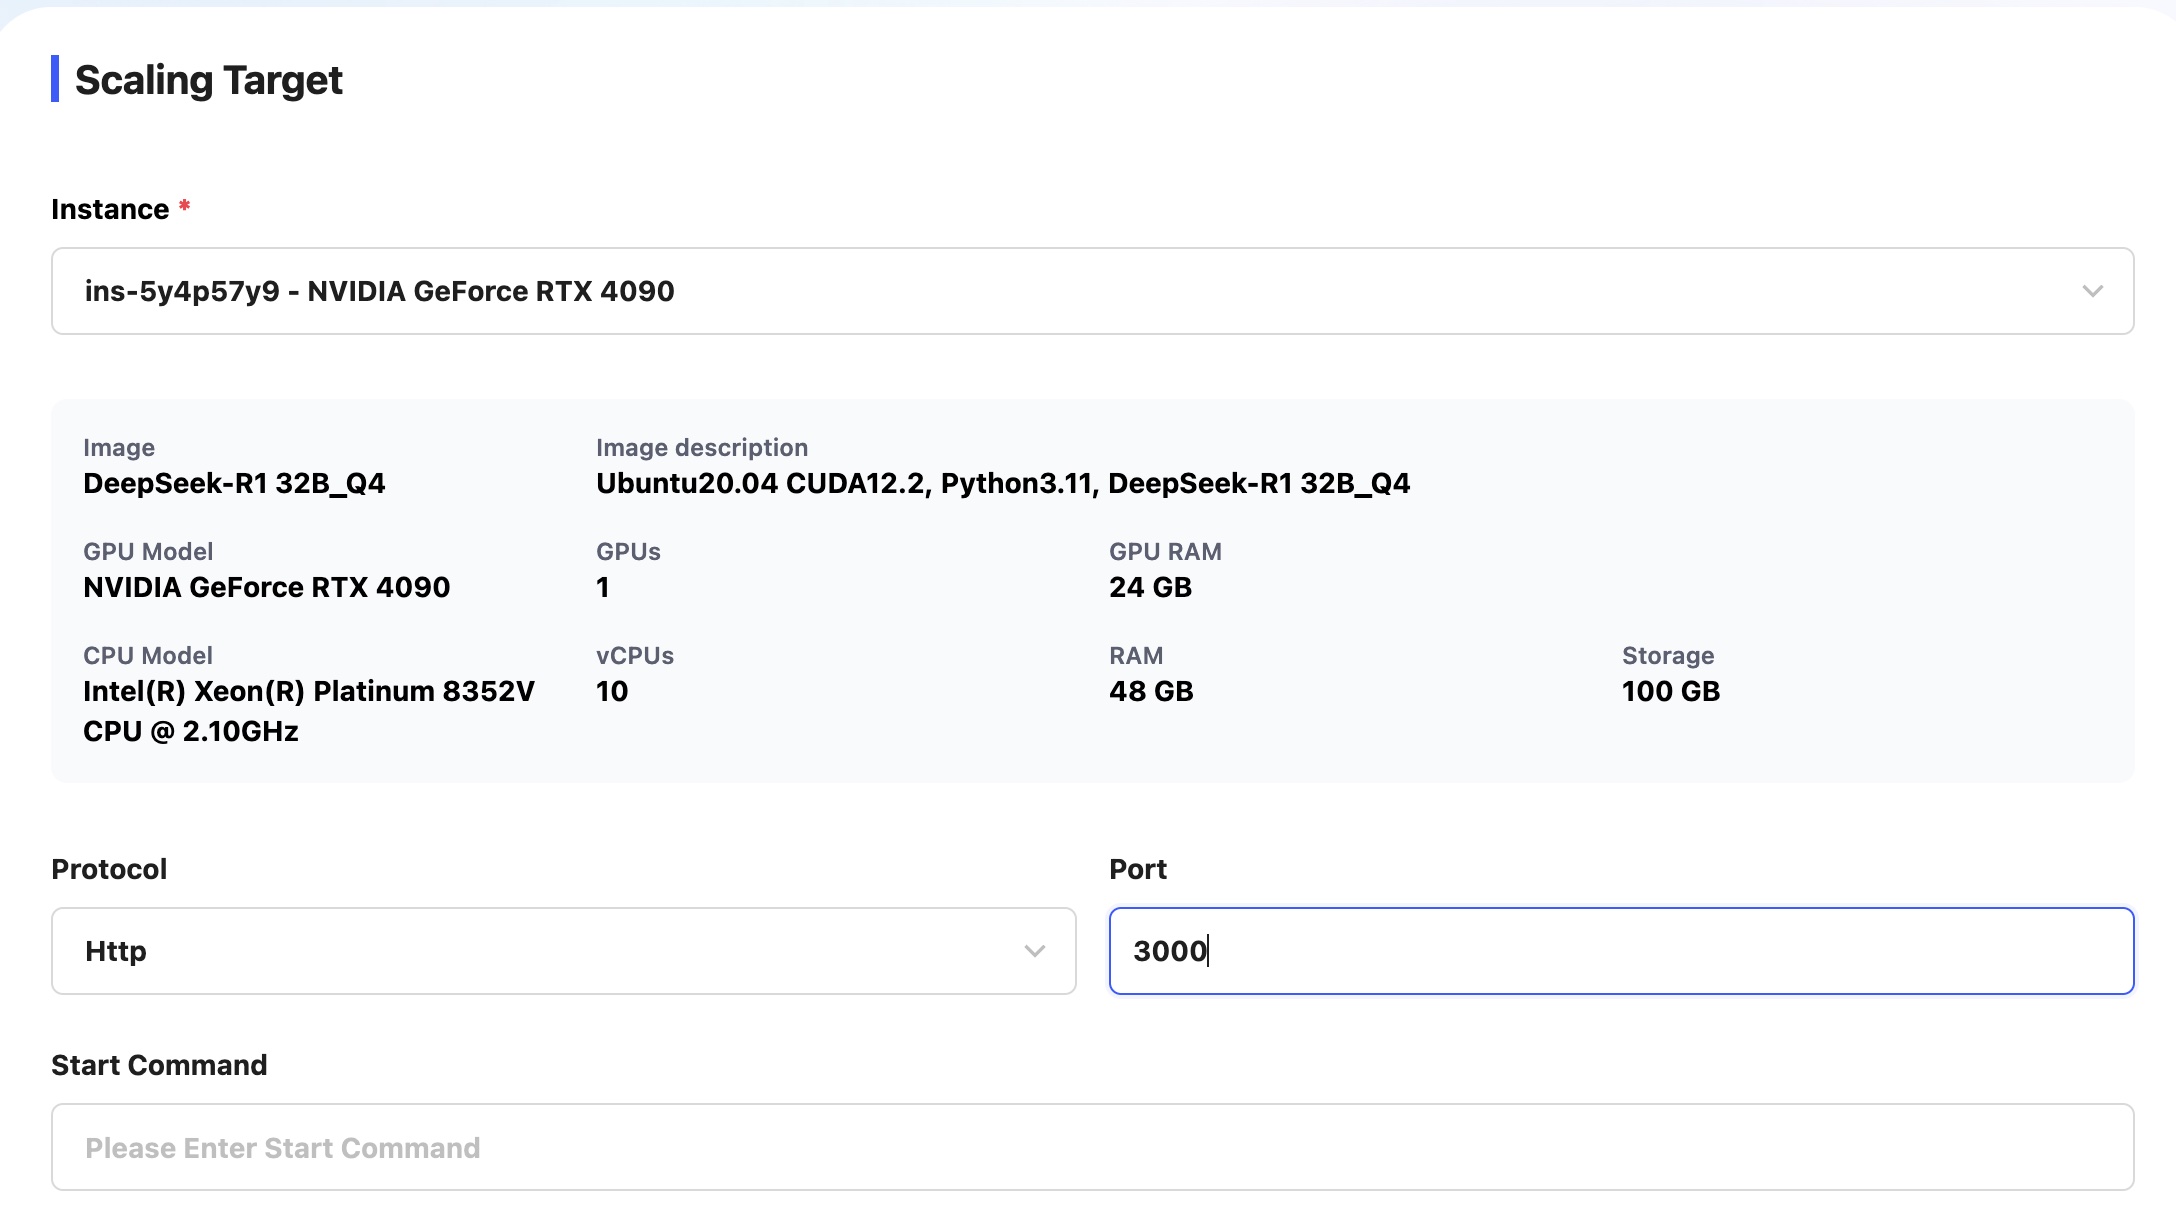 Scaling Target
Instance *
ins-5y4p57y9 - NVIDIA GeForce RTX 4090
Image
DeepSeek-R1 32B_Q4
Image description
Ubuntu20.04 CUDA12.2, Python3.11, DeepSeek-R1 32B_Q4
GPU Model
NVIDIA GeForce RTX 4090
GPUs
1
GPU RAM
24 GB
CPU Model
Intel(R) Xeon(R) Platinum 8352V
CPU @ 2.10GHz
vCPUs
10
RAM
48 GB
Storage
100 GB
Protocol
Http
Port
3000
Start Command
Please Enter Start Command